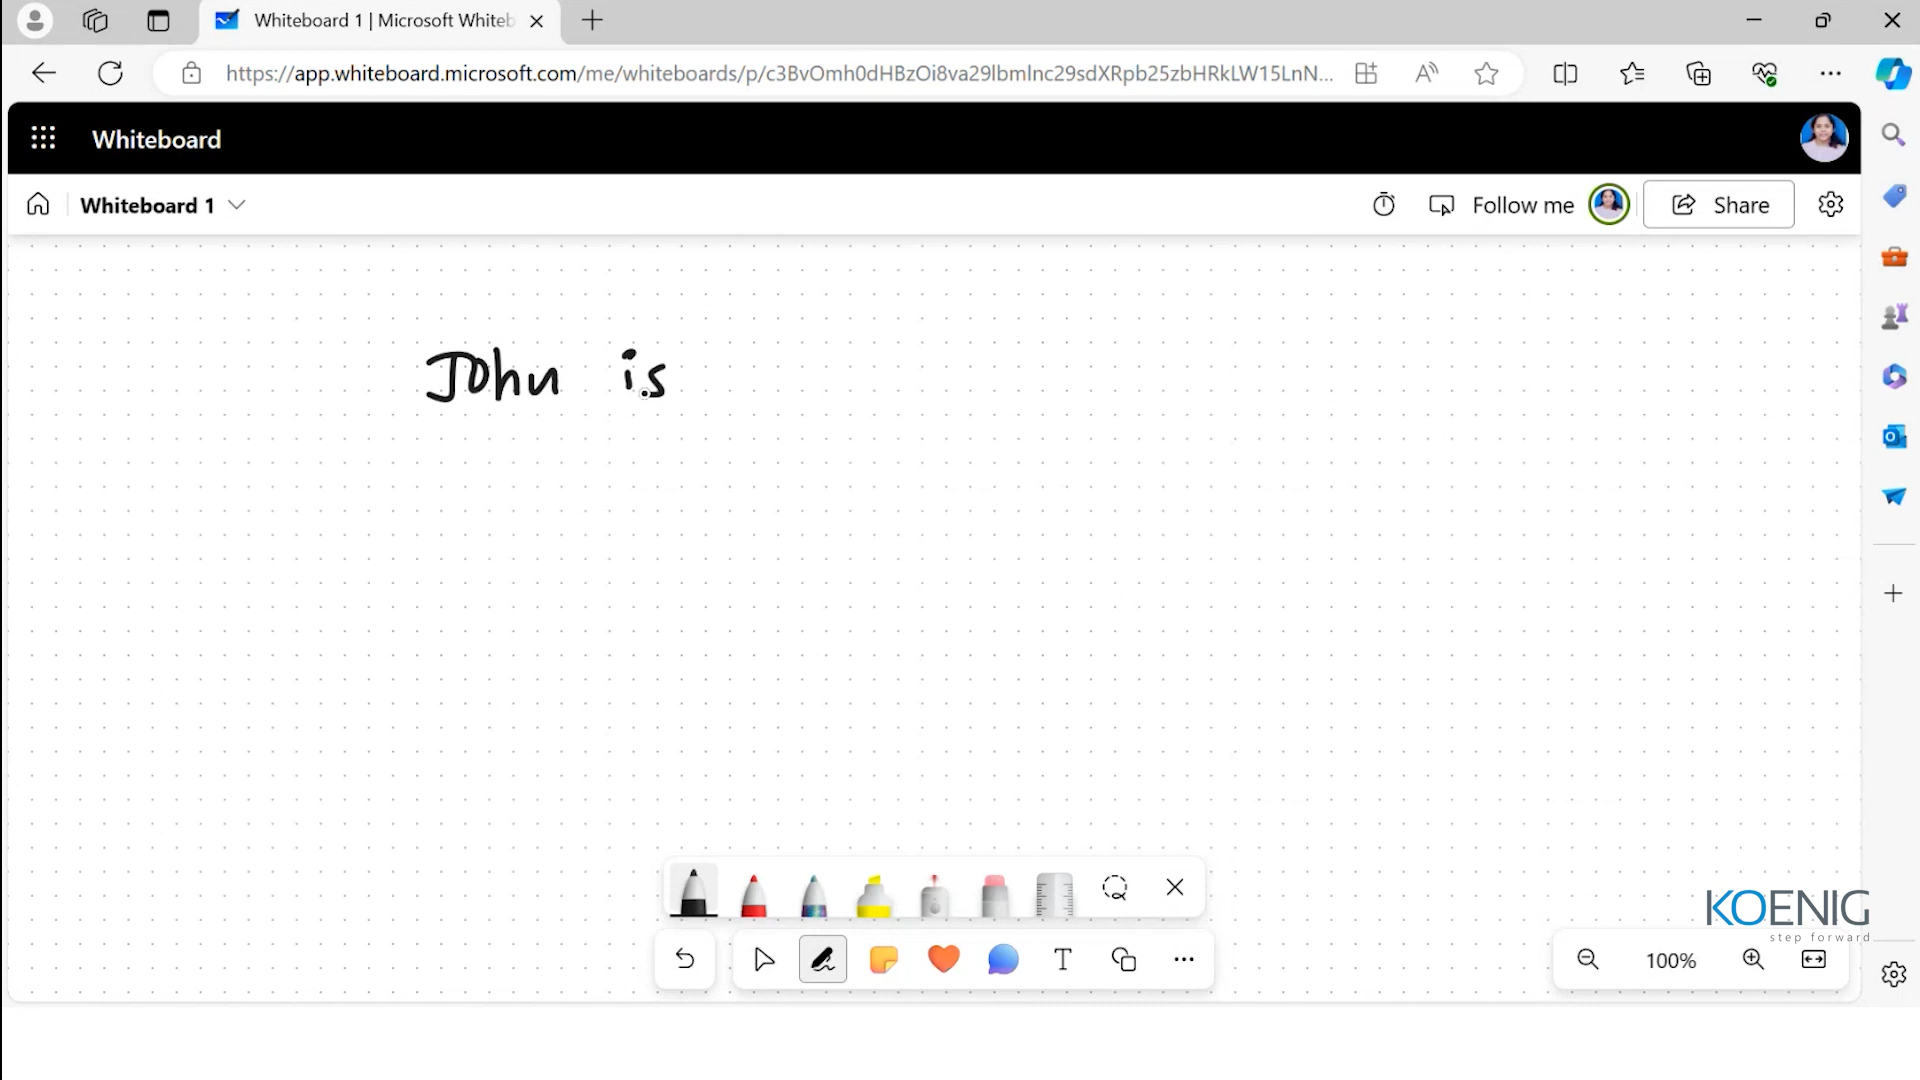 Whiteboard 1 | Microsoft Whiteb
https://app.whiteboard.microsoft.com/me/whiteboards/p/c3BvOmh0dHBzOi8va29lbmlnc29sdXRpb25zbHRkLW15LnN...
Whiteboard
Whiteboard 1
Follow me
Share
John is
KOENIG
step forward
100%